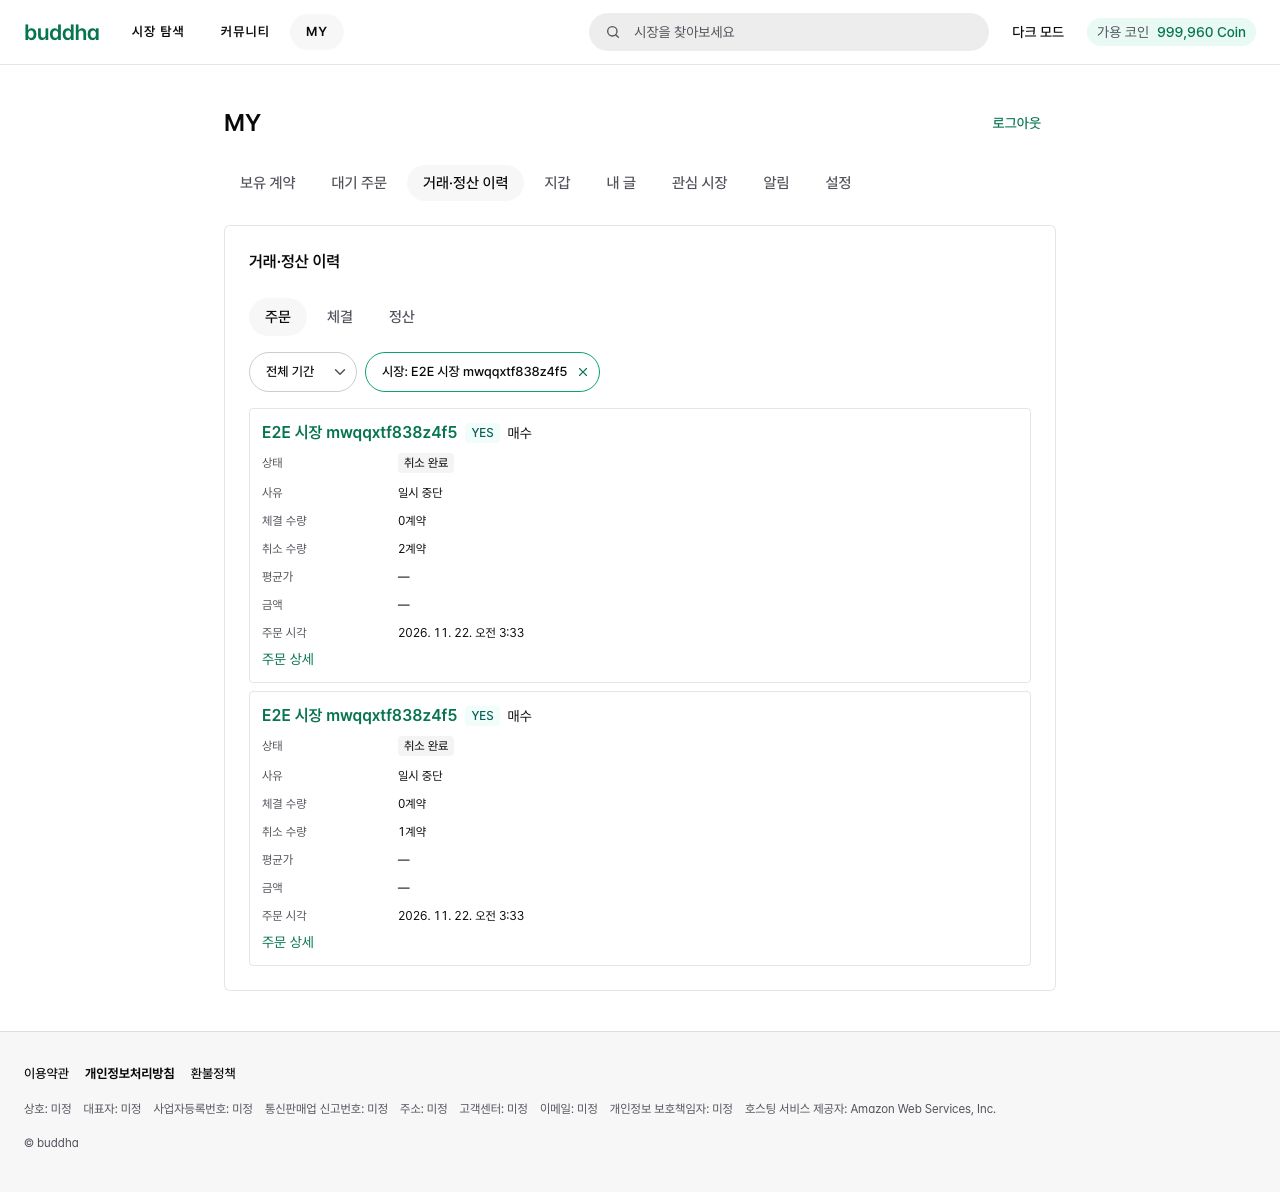 buddha 시장 탐색 커뮤니티 MY 시장을 찾아보세요 다크 모드 가용 코인 999,960 Coin
MY 로그아웃
보유 계약 대기 주문 거래·정산 이력 지갑 내 글 관심 시장 알림 설정
거래·정산 이력
주문 체결 정산
전체 기간 시장: E2E 시장 mwqqxtf838z4f5
E2E 시장 mwqqxtf838z4f5 YES 매수
상태 취소 완료
사유 일시 중단
체결 수량 0계약
취소 수량 2계약
평균가 —
금액 —
주문 시각 2026. 11. 22. 오전 3:33
주문 상세
E2E 시장 mwqqxtf838z4f5 YES 매수
상태 취소 완료
사유 일시 중단
체결 수량 0계약
취소 수량 1계약
평균가 —
금액 —
주문 시각 2026. 11. 22. 오전 3:33
주문 상세
이용약관 개인정보처리방침 환불정책
상호: 미정 대표자: 미정 사업자등록번호: 미정 통신판매업 신고번호: 미정 주소: 미정 고객센터: 미정 이메일: 미정 개인정보 보호책임자: 미정 호스팅 서비스 제공자: Amazon Web Services, Inc.
© buddha